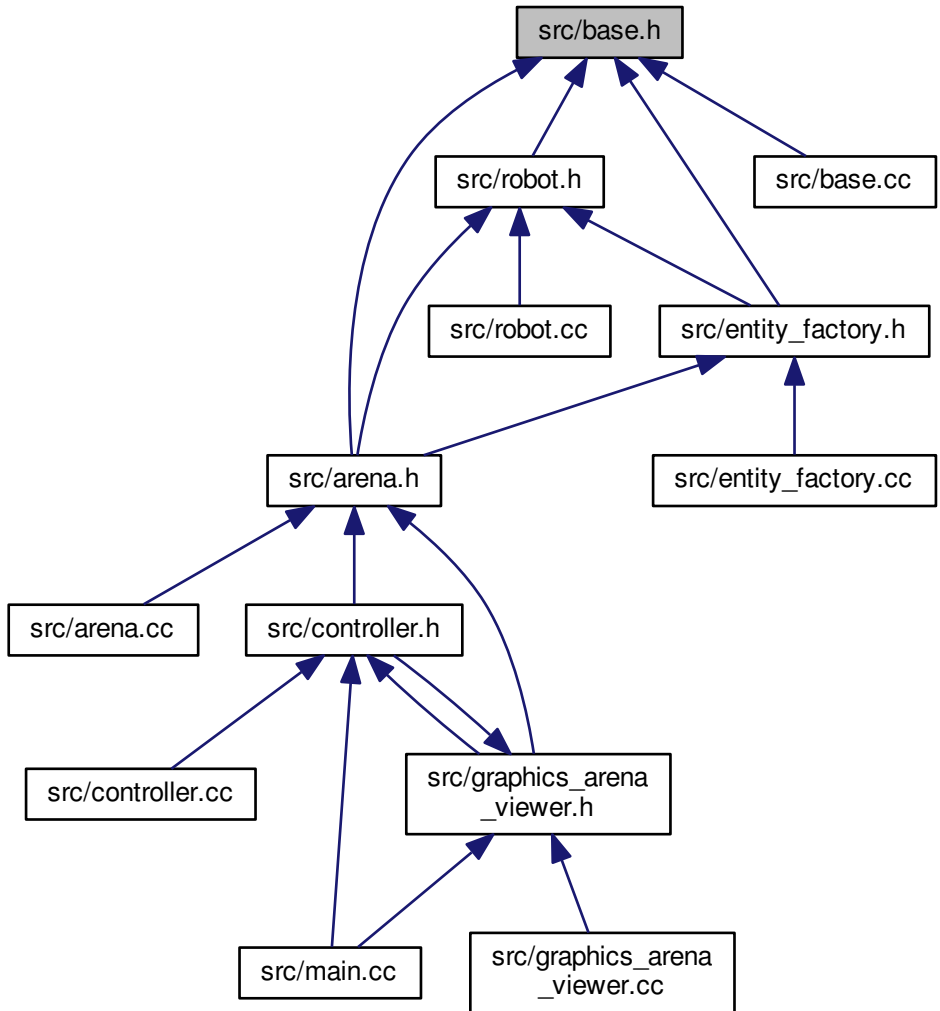 src/base.h
src/robot.h
src/base.cc
src/robot.cc
src/entity_factory.h
src/arena.h
src/entity_factory.cc
src/arena.cc
src/controller.h
src/controller.cc
src/graphics_arena
_viewer.h
src/main.cc
src/graphics_arena
_viewer.cc